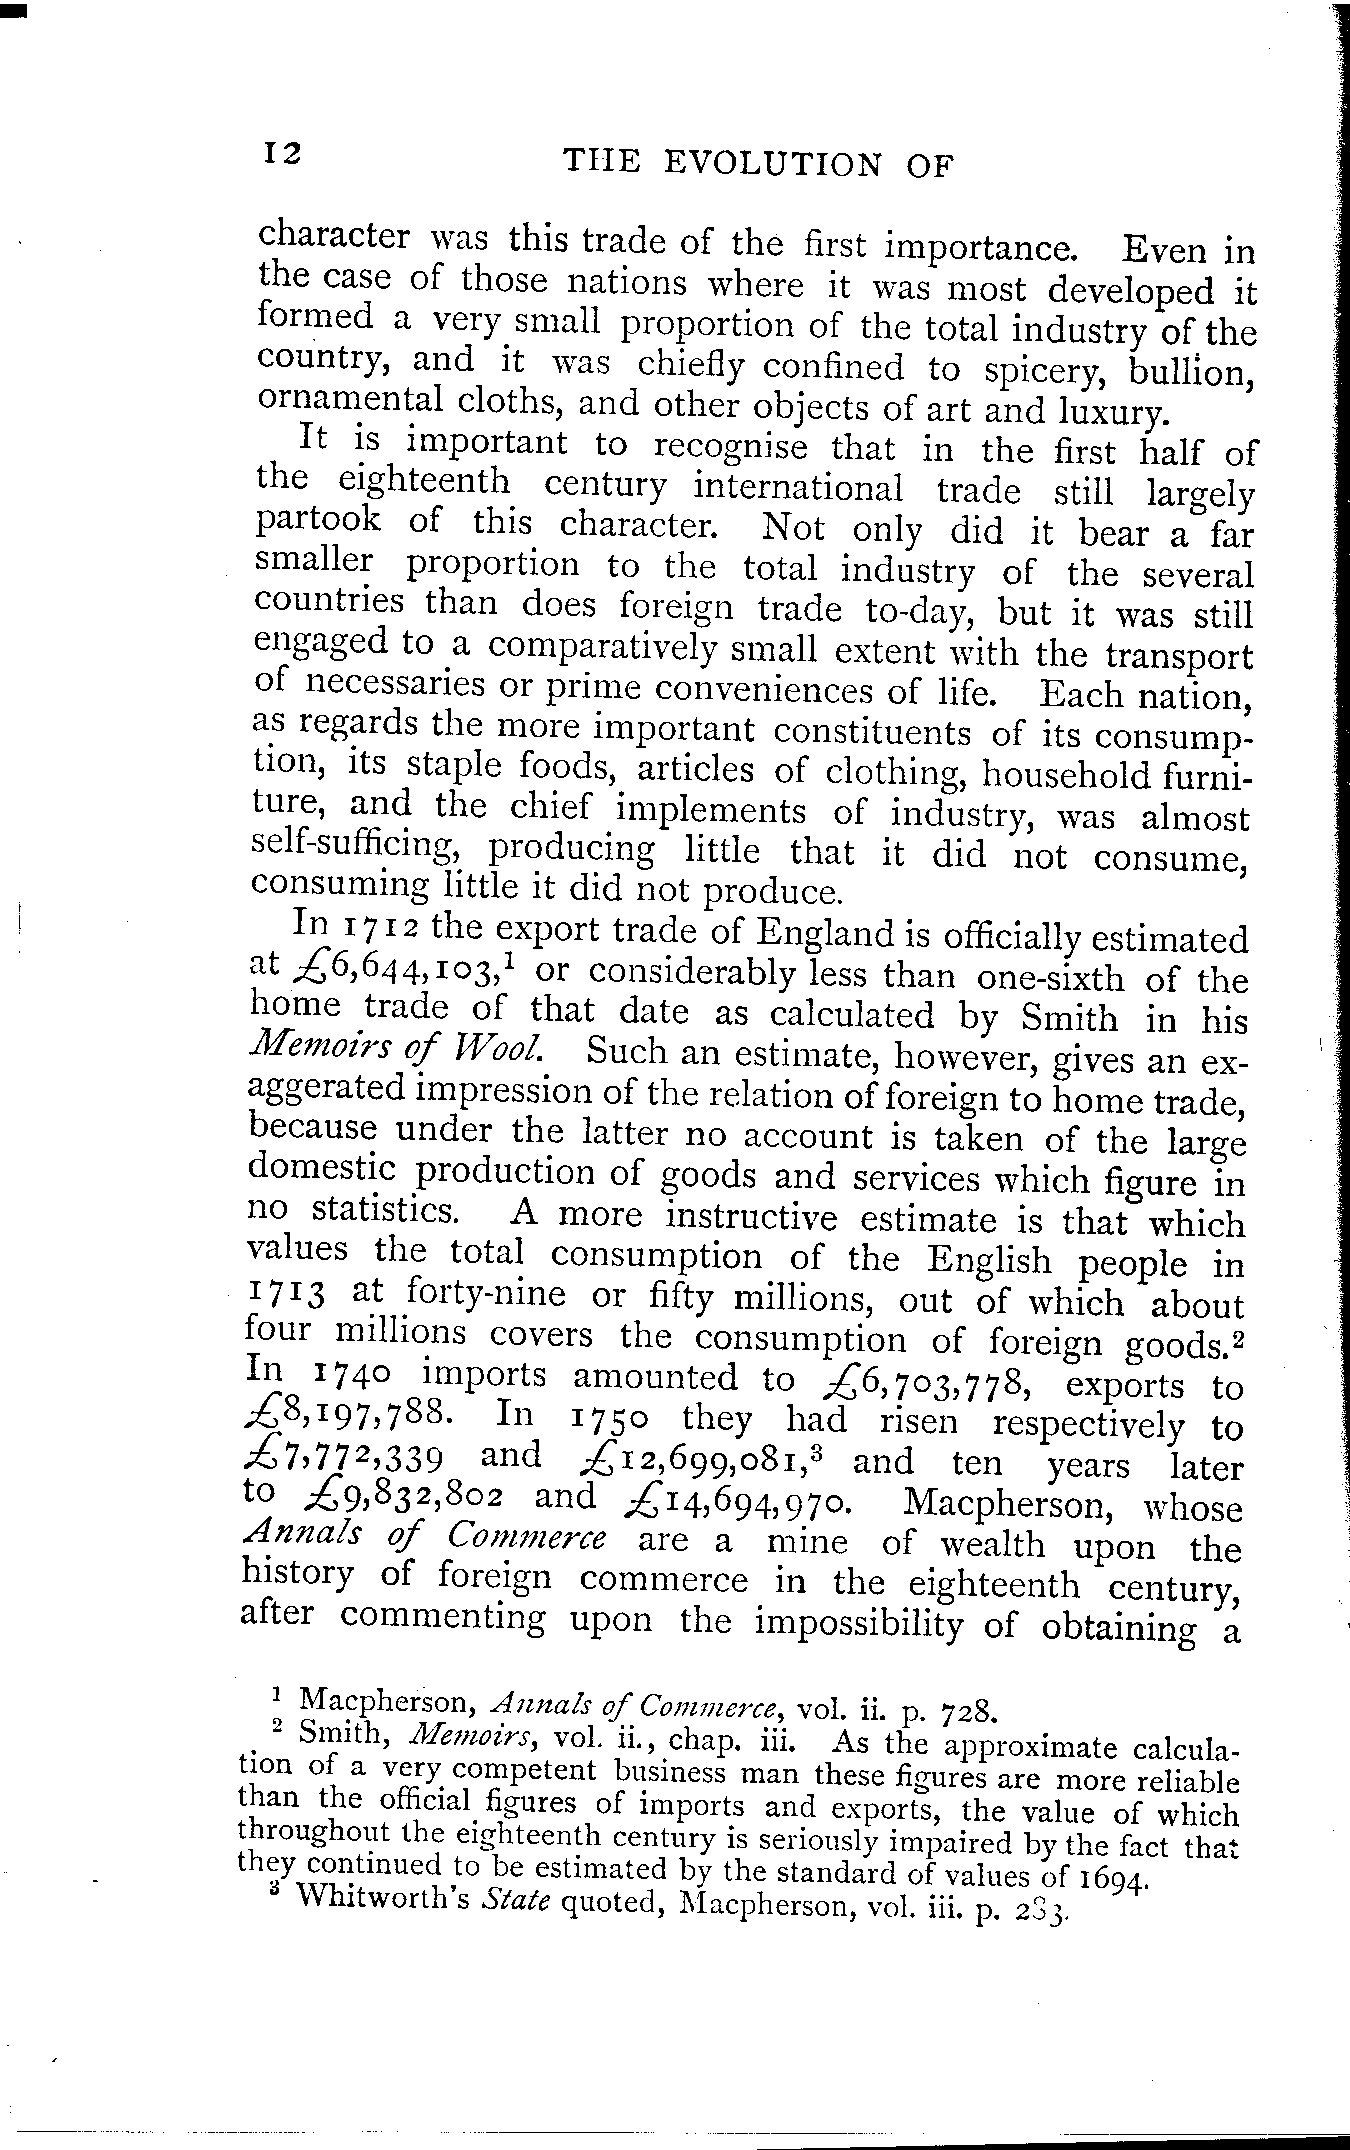 12 THE EVOLUTION OF
character was this trade of the first importance. Even in
the case of those nations where it was most developed it
formed a very small proportion of the total industry of the
country, and it was chiefly confined to spicery, bullion,
ornamental cloths, and other objects of art and luxury.
It is important to recognise that in the first half of
the eighteenth century international trade still largely
partook of this character. Not only did it bear a far
smaller proportion to the total industry of the several
countries than does foreign trade to-day, but it was still
engaged to a comparatively small extent with the transport
of necessaries or prime conveniences of life. Each nation,
as regards the more important constituents of its consump-
tion, its staple foods, articles of clothing, household furni-
ture, and the chief implements of industry, was almost
self-sufficing, producing little that it did not consume,
consuming little it did not produce.
In 1712 the export trade of England is officially estimated
at £6,644,103,¹ or considerably less than one-sixth of the
home trade of that date as calculated by Smith in his
Memoirs of Wool. Such an estimate, however, gives an ex-
aggerated impression of the relation of foreign to home trade,
because under the latter no account is taken of the large
domestic production of goods and services which figure in
no statistics. A more instructive estimate is that which
values the total consumption of the English people in
1713 at forty-nine or fifty millions, out of which about
four millions covers the consumption of foreign goods.²
In 1740 imports amounted to £6,703,778, exports to
£8,197,788. In 1750 they had risen respectively to
£7,772,339 and £12,699,081,³ and ten years later
to £9,832,802 and £14,694,970. Macpherson, whose
Annals of Commerce are a mine of wealth upon the
history of foreign commerce in the eighteenth century,
after commenting upon the impossibility of obtaining a
¹ Macpherson, Annals of Commerce, vol. ii. p. 728.
² Smith, Memoirs, vol. ii., chap. iii. As the approximate calcula-
tion of a very competent business man these figures are more reliable
than the official figures of imports and exports, the value of which
throughout the eighteenth century is seriously impaired by the fact that
they continued to be estimated by the standard of values of 1694.
³ Whitworth's State quoted, Macpherson, vol. iii. p. 283.